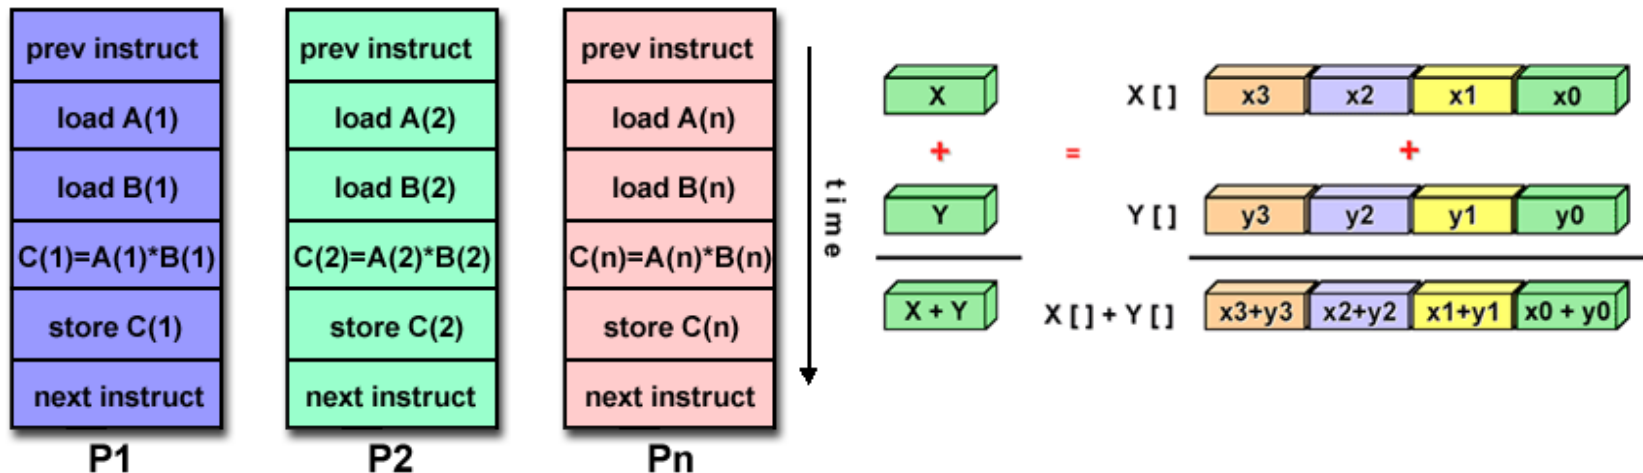 prev instruct
load A(1)
load B(1)
C(1)=A(1)*B(1)
store C(1)
next instruct
P1
prev instruct
load A(2)
load B(2)
C(2)=A(2)*B(2)
store C(2)
next instruct
P2
prev instruct
load A(n)
load B(n)
C(n)=A(n)*B(n)
store C(n)
next instruct
Pn
time
X
+
Y
X + Y
=
X [ ] x3 x2 x1 x0
+
Y [ ] y3 y2 y1 y0
X [ ] + Y [ ] x3+y3 x2+y2 x1+y1 x0 + y0